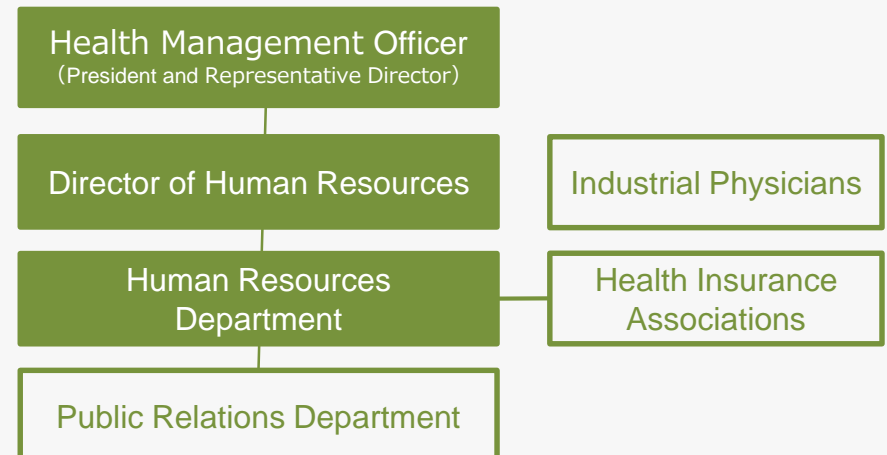 Health Management Officer
（President and Representative Director）
Director of Human Resources
Industrial Physicians
Human Resources
Department
Health Insurance
Associations
Public Relations Department